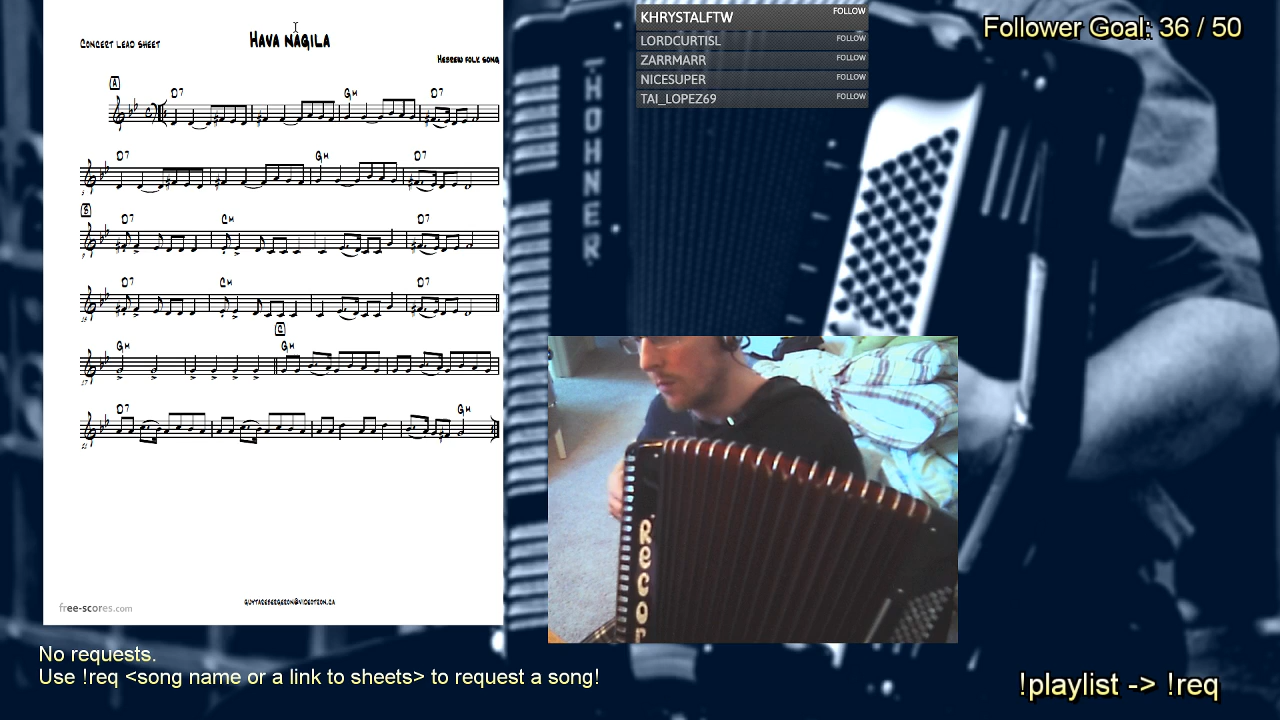 Concert lead sheet
Hava nagila
Hebrew folk song
A
D7 Gm D7
D7 Gm D7
B
D7 Cm D7
D7 Cm D7
C
Gm Gm
D7 Gm
free-scores.com
KHRYSTALFTW FOLLOW
LORDCURTISL FOLLOW
ZARRMARR FOLLOW
NICESUPER FOLLOW
TAI_LOPEZ69 FOLLOW
Follower Goal: 36 / 50
HOHNER
Recor
No requests.
Use !req <song name or a link to sheets> to request a song!
!playlist -> !req